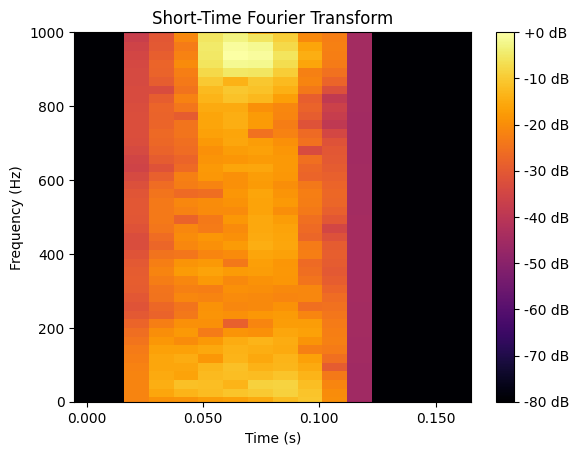 Short-Time Fourier Transform
1000
800
600
400
200
0
Frequency (Hz)
0.000
0.050
0.100
0.150
Time (s)
+0 dB
-10 dB
-20 dB
-30 dB
-40 dB
-50 dB
-60 dB
-70 dB
-80 dB